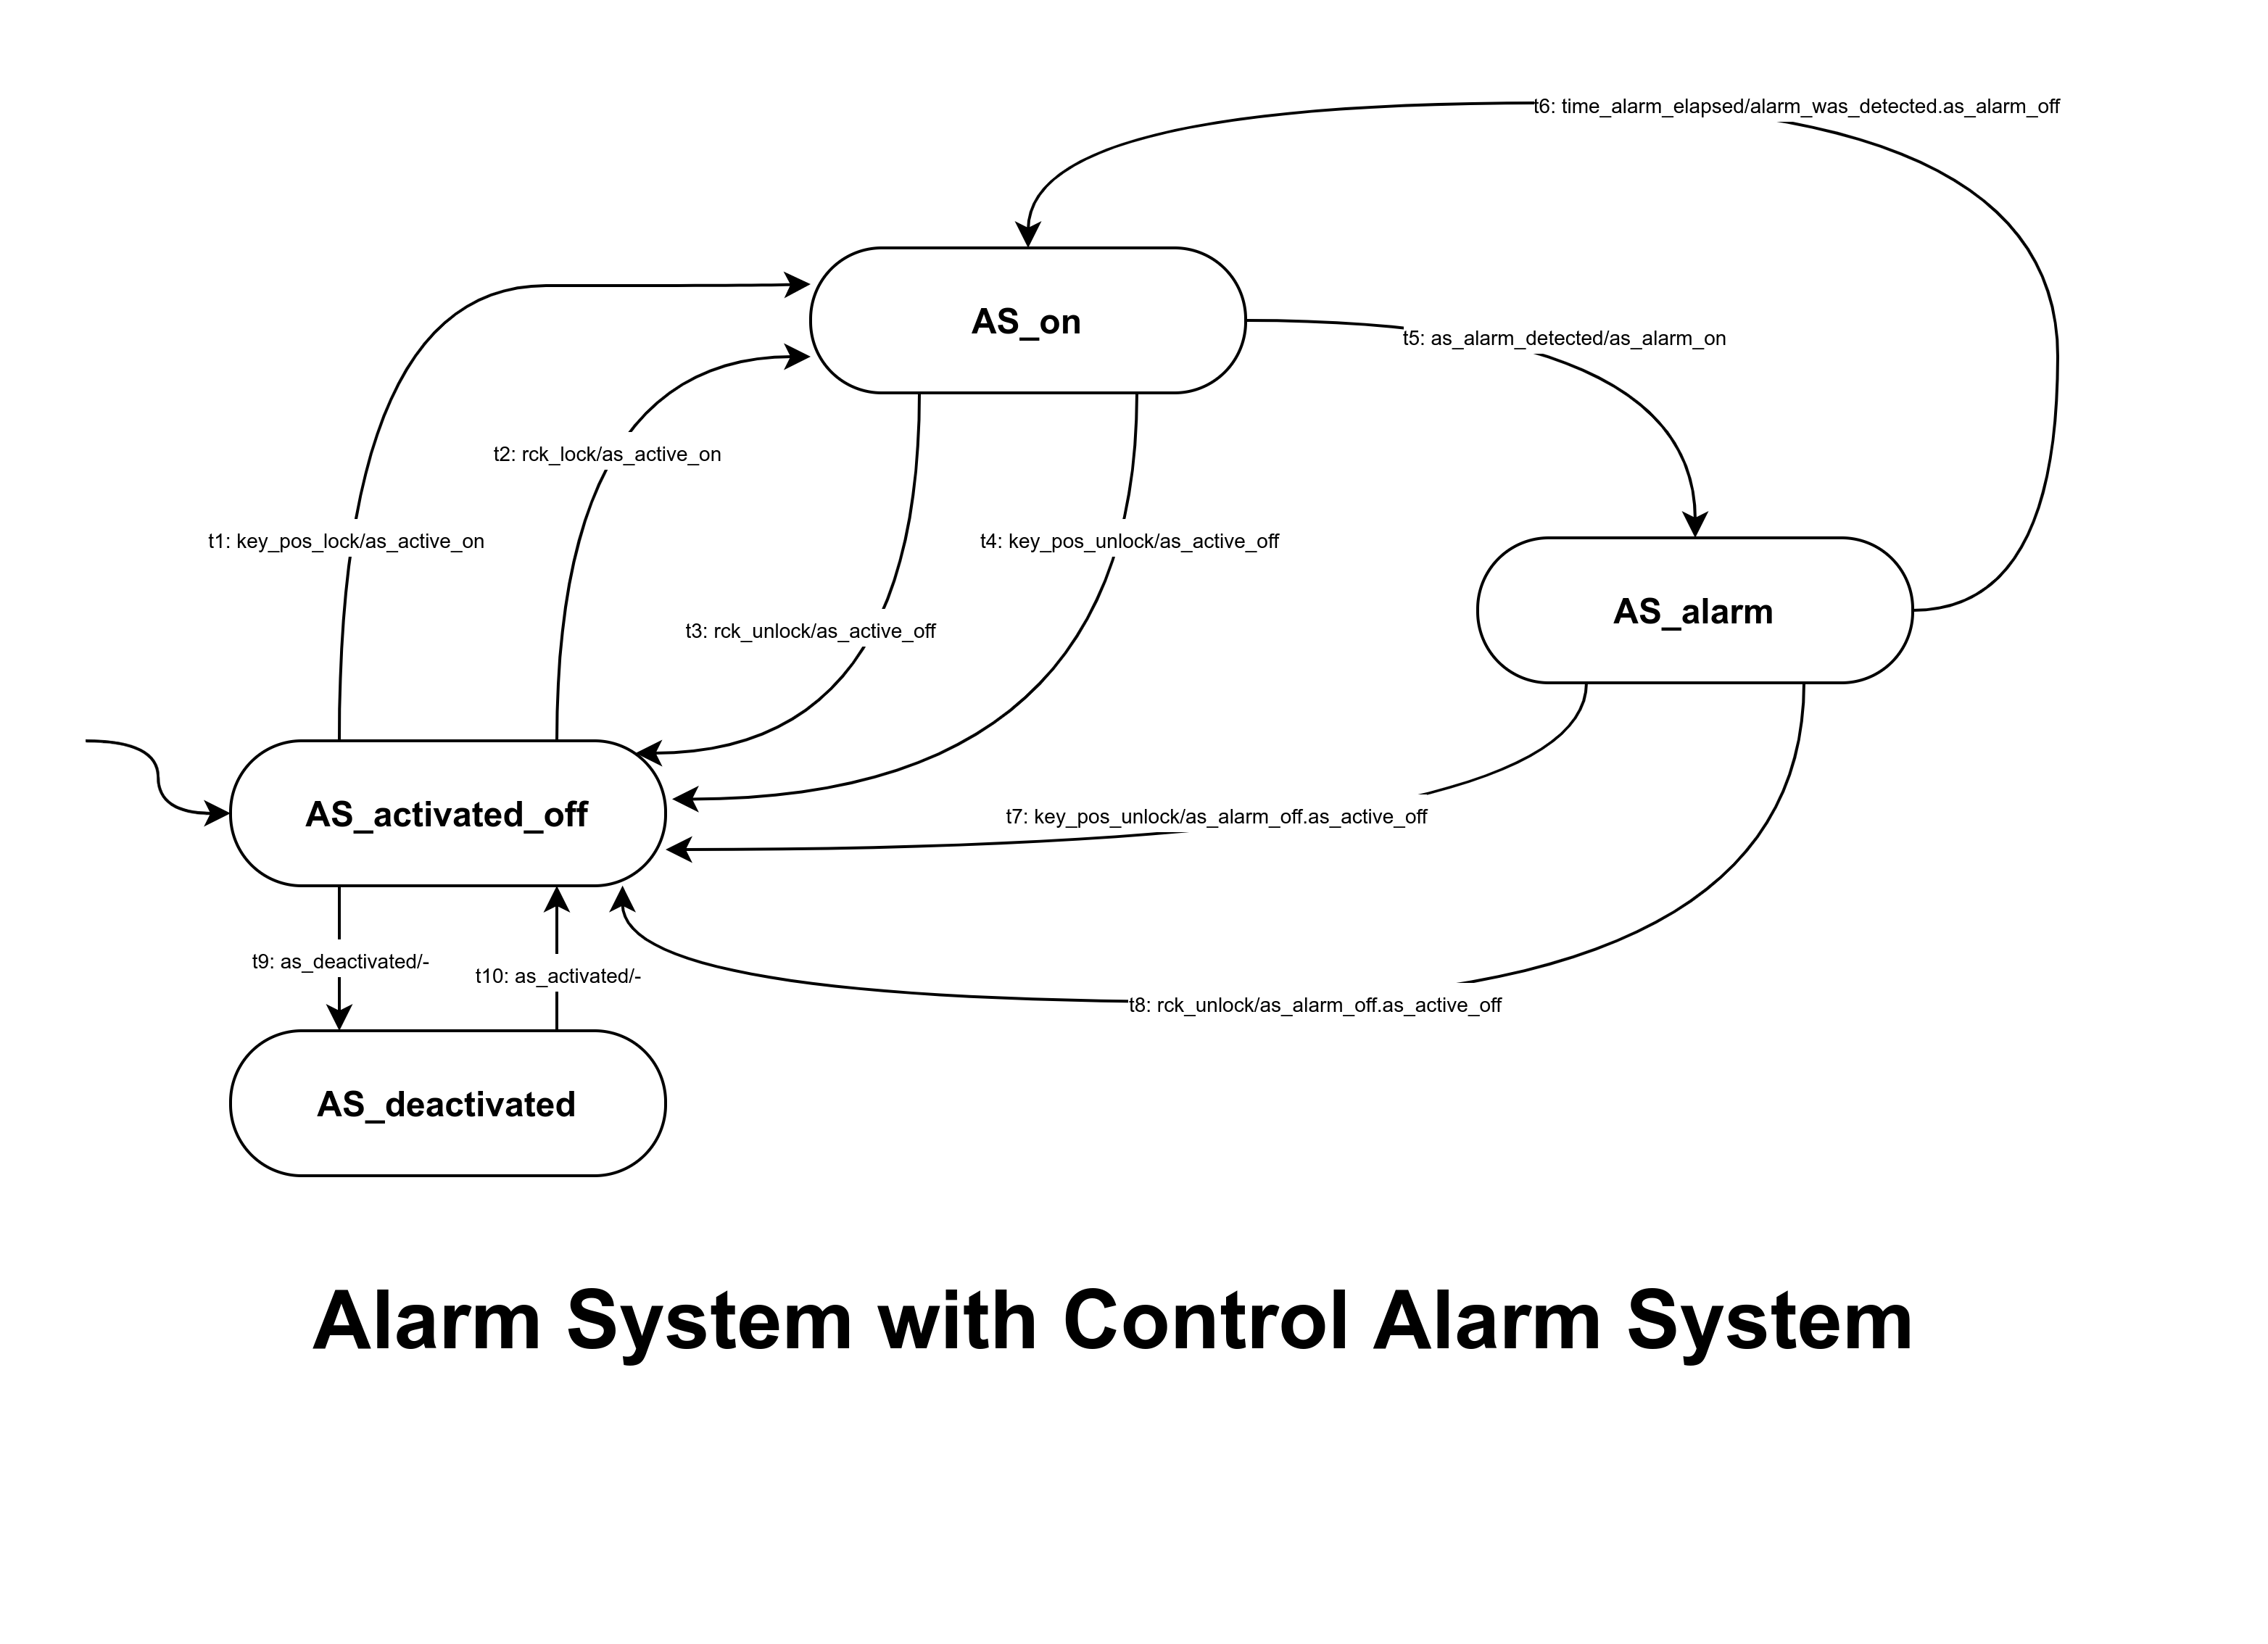 t6: time_alarm_elapsed/alarm_was_detected.as_alarm_off
AS_on
t5: as_alarm_detected/as_alarm_on
t2: rck_lock/as_active_on
t1: key_pos_lock/as_active_on
t4: key_pos_unlock/as_active_off
AS_alarm
t3: rck_unlock/as_active_off
AS_activated_off
t7: key_pos_unlock/as_alarm_off.as_active_off
t9: as_deactivated/-
t10: as_activated/-
t8: rck_unlock/as_alarm_off.as_active_off
AS_deactivated
Alarm System with Control Alarm System